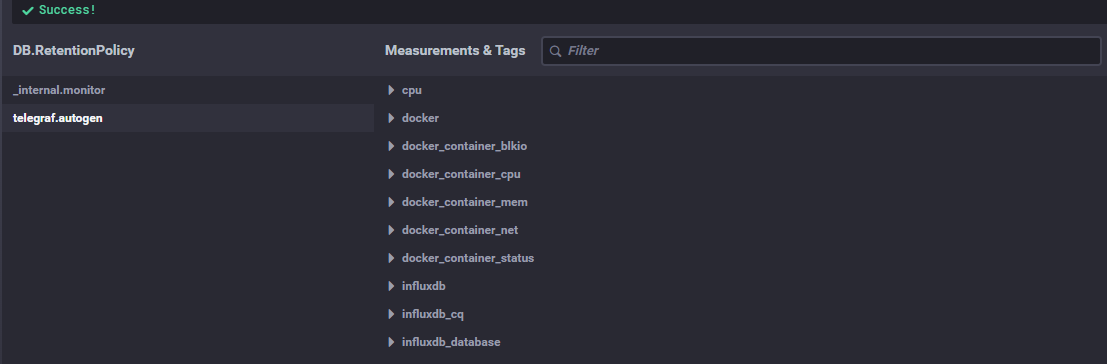 Success!
DB.RetentionPolicy
Measurements & Tags
Filter
_internal.monitor
telegraf.autogen
cpu
docker
docker_container_blkio
docker_container_cpu
docker_container_mem
docker_container_net
docker_container_status
influxdb
influxdb_cq
influxdb_database